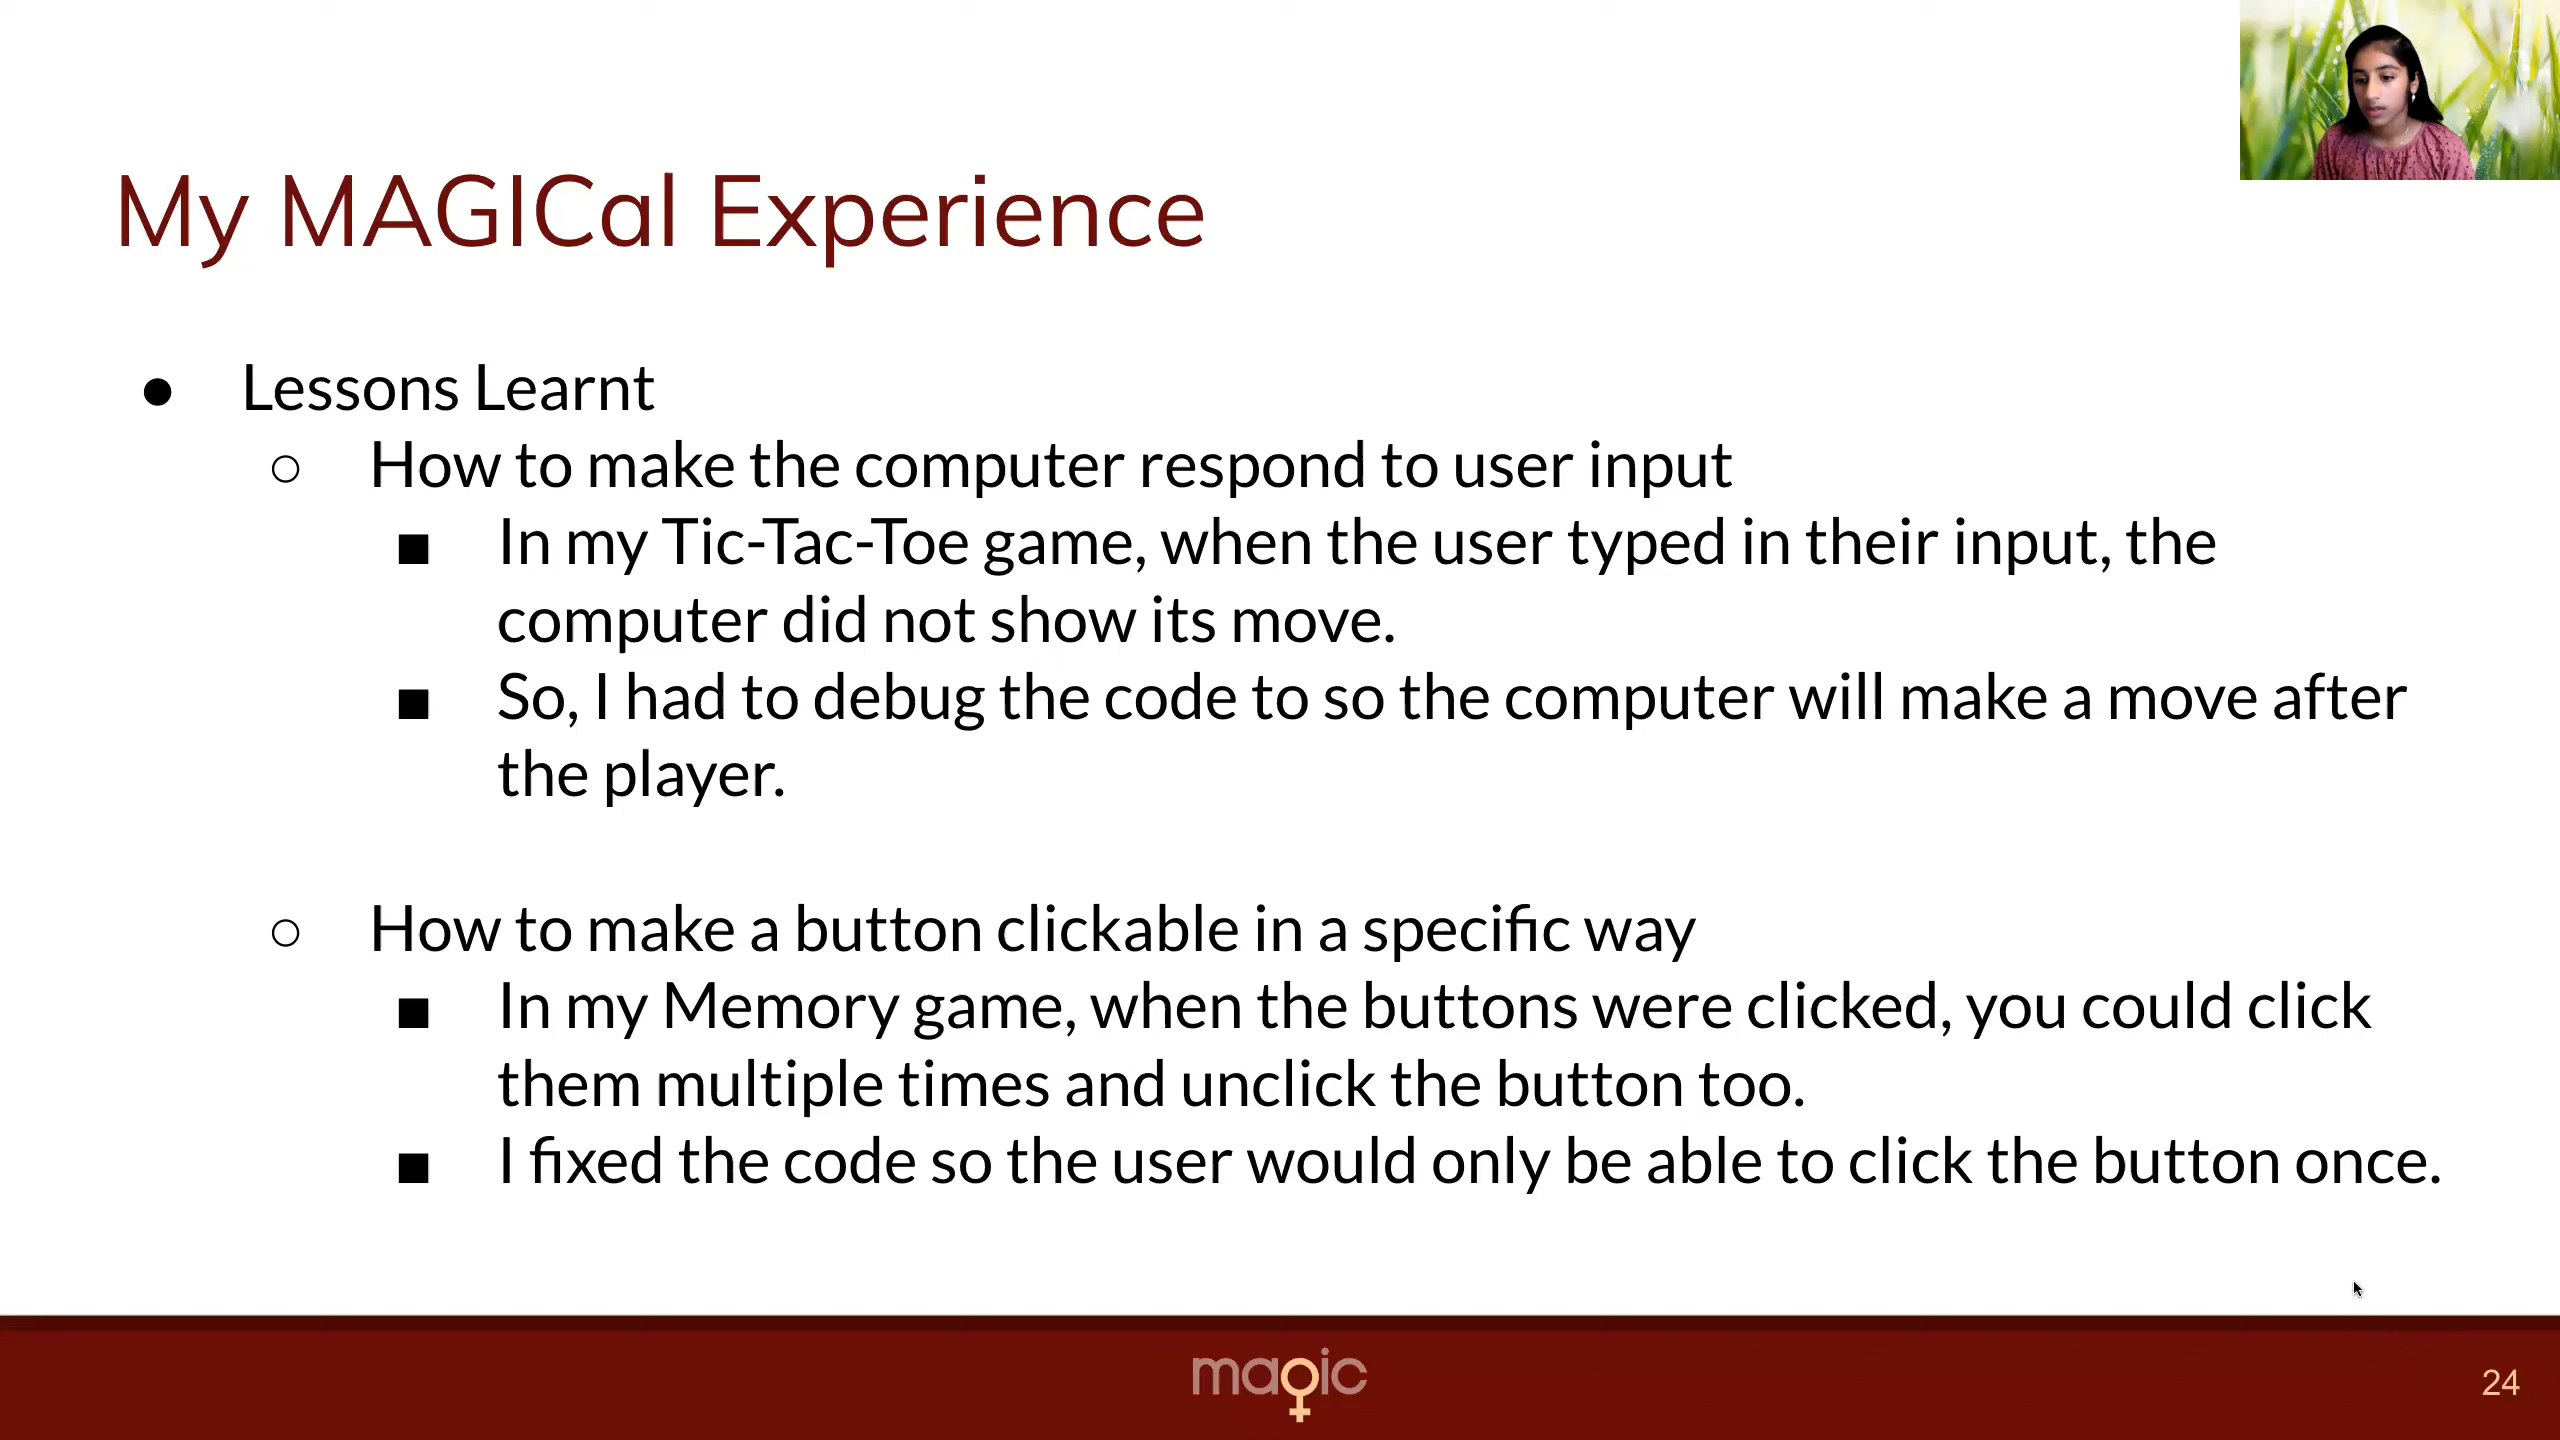 My MAGICal Experience
● Lessons Learnt
○ How to make the computer respond to user input
■ In my Tic-Tac-Toe game, when the user typed in their input, the
computer did not show its move.
■ So, I had to debug the code to so the computer will make a move after
the player.
○ How to make a button clickable in a specific way
■ In my Memory game, when the buttons were clicked, you could click
them multiple times and unclick the button too.
■ I fixed the code so the user would only be able to click the button once.
magic
24